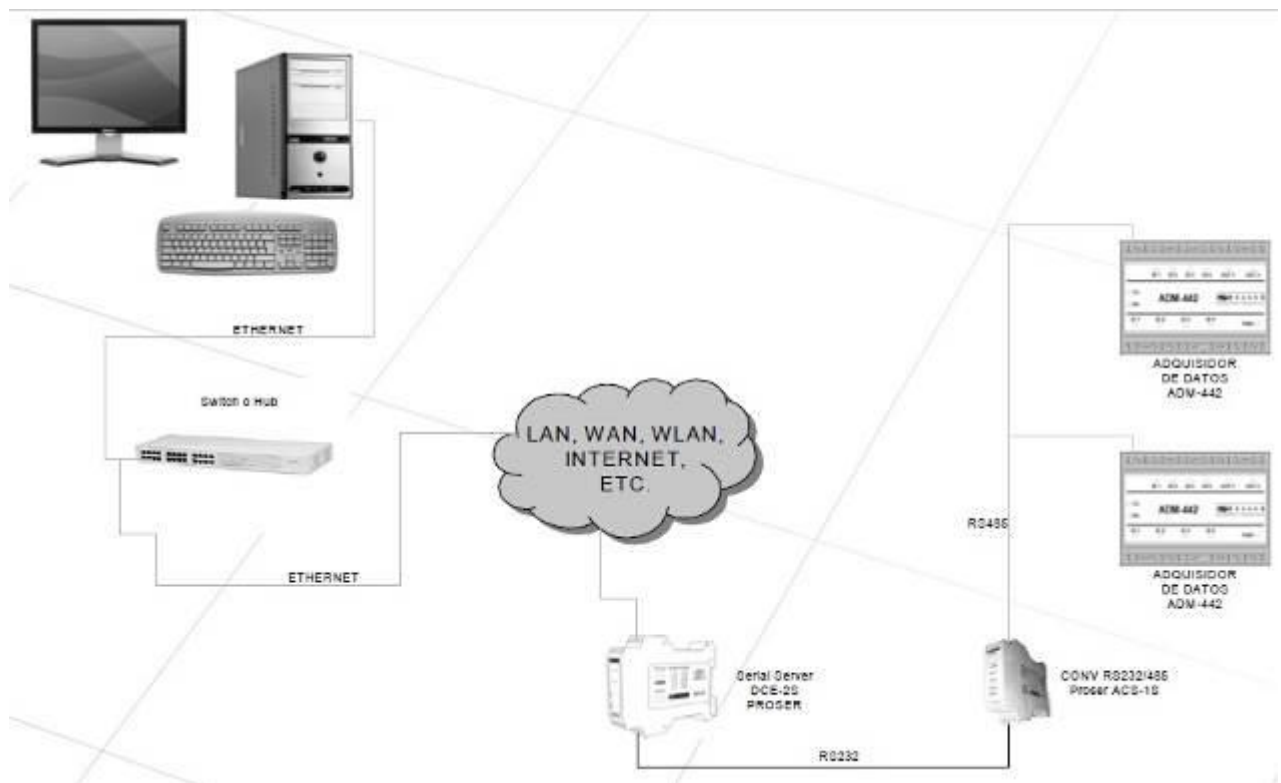 ETHERNET
Switch o Hub
LAN, WAN, WLAN,
INTERNET,
ETC.
ETHERNET
ADM-442
ADQUISIDOR
DE DATOS
ADM-442
ADM-442
RS485
ADQUISIDOR
DE DATOS
ADM-442
Serial Server
DCE-2S
PROSER
CONV RS232/485
Proser ACS-1S
RS232